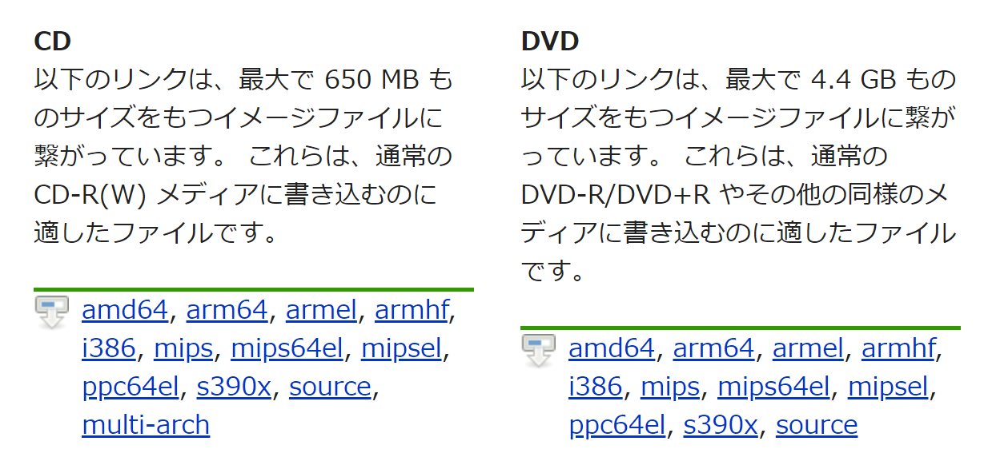 CD
以下のリンクは、最大で 650 MB も
のサイズをもつイメージファイルに
繋がっています。 これらは、通常の
CD-R(W) メディアに書き込むのに
適したファイルです。
amd64, arm64, armel, armhf,
i386, mips, mips64el, mipsel,
ppc64el, s390x, source,
multi-arch
DVD
以下のリンクは、最大で 4.4 GB もの
サイズをもつイメージファイルに繋が
っています。 これらは、通常の
DVD-R/DVD+R やその他の同様のメ
ディアに書き込むのに適したファイル
です。
amd64, arm64, armel, armhf,
i386, mips, mips64el, mipsel,
ppc64el, s390x, source